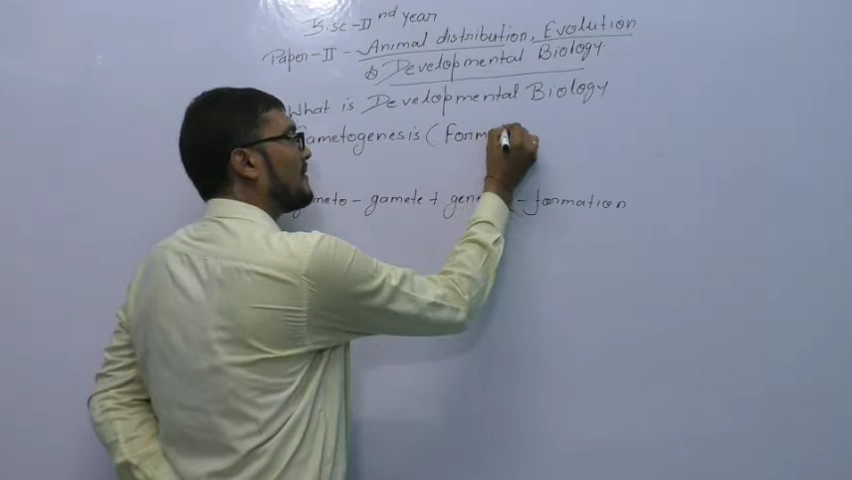 B.sc-II nd year
Paper-II - Animal distribution, Evolution
& Developmental Biology
What is Developmental Biology
Gametogenesis (Form
gameto - gamete + gen - formation